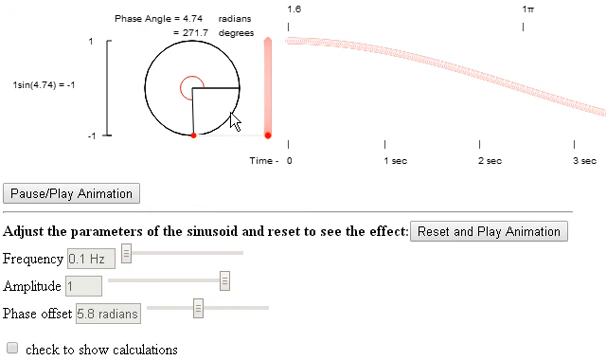 1.6 1π
Phase Angle = 4.74 radians
= 271.7 degrees
1
1sin(4.74) = -1
-1
Time - 0 1 sec 2 sec 3 sec
Pause/Play Animation
Adjust the parameters of the sinusoid and reset to see the effect: Reset and Play Animation
Frequency 0.1 Hz
Amplitude 1
Phase offset 5.8 radians
check to show calculations